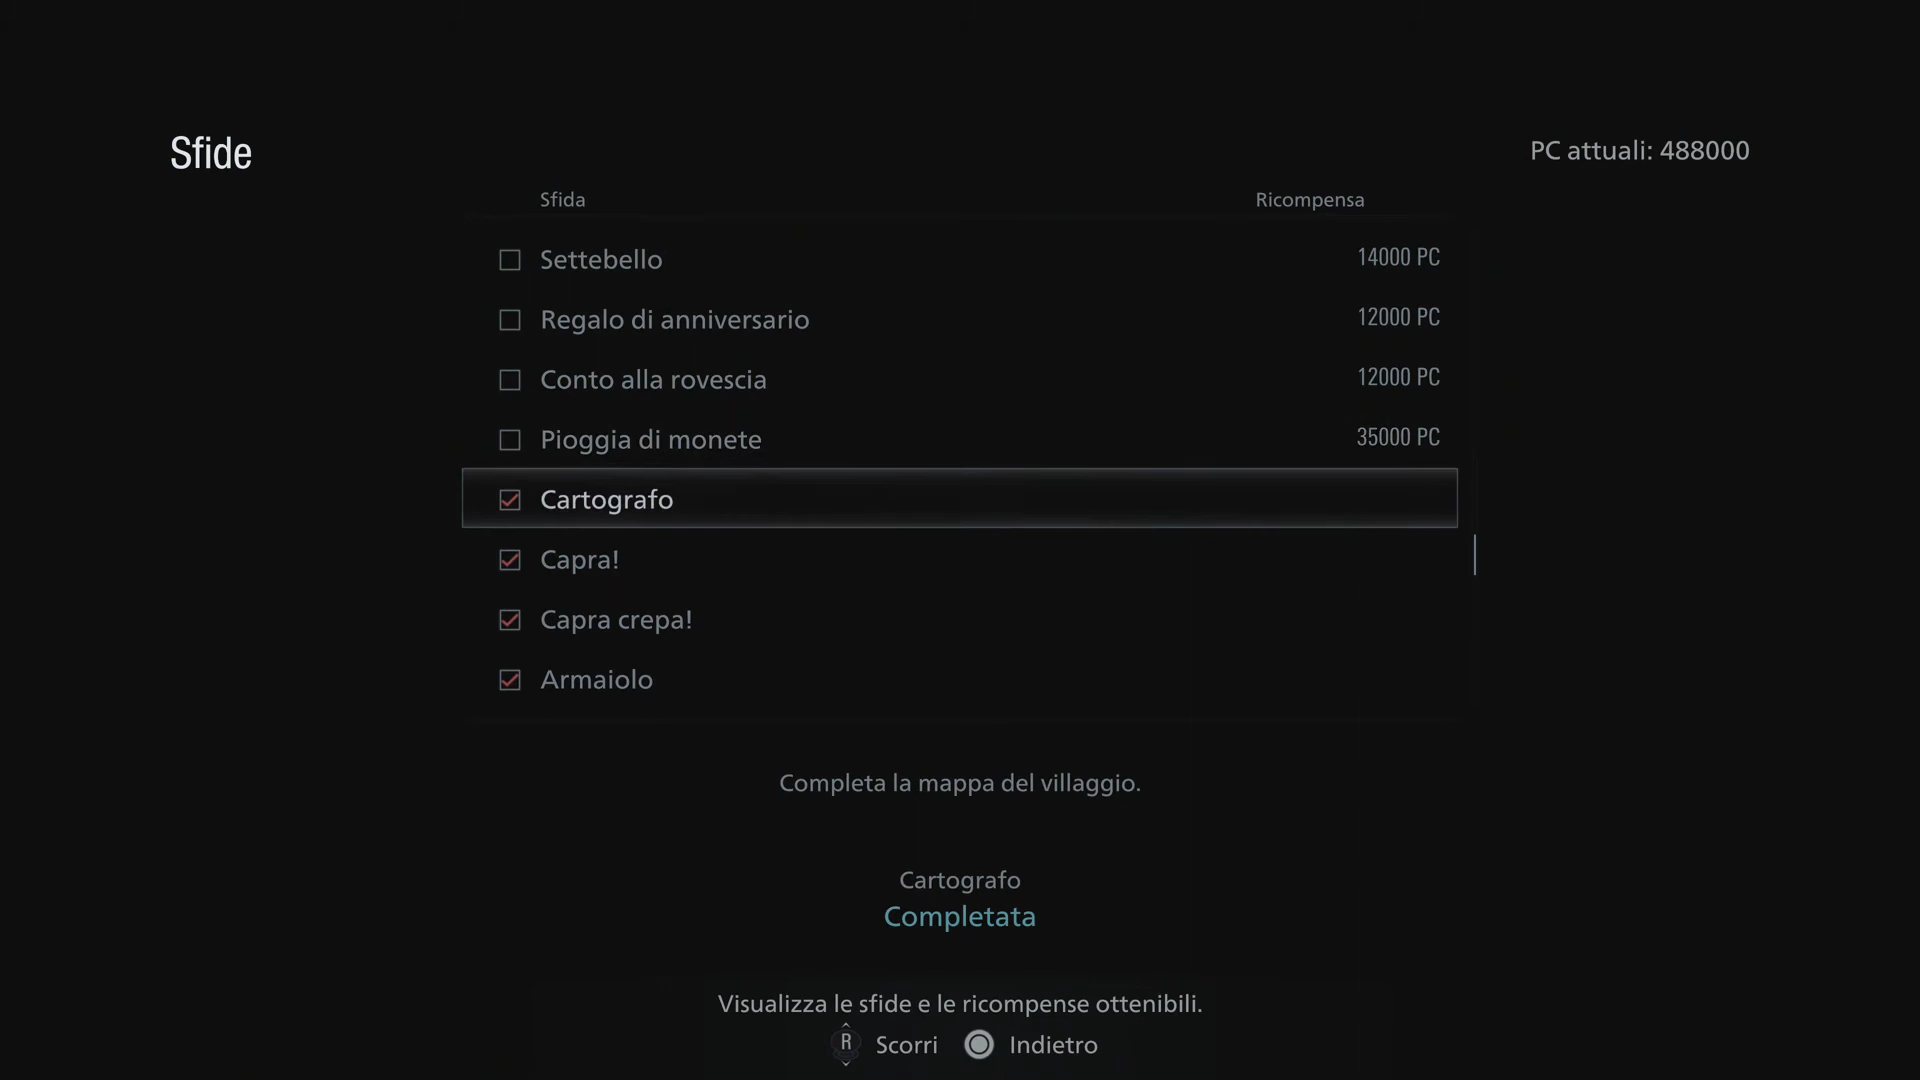 Sfide
PC attuali: 488000
Sfida Ricompensa
Settebello 14000 PC
Regalo di anniversario 12000 PC
Conto alla rovescia 12000 PC
Pioggia di monete 35000 PC
Cartografo
Capra!
Capra crepa!
Armaiolo
Completa la mappa del villaggio.
Cartografo
Completata
Visualizza le sfide e le ricompense ottenibili.
R Scorri Indietro